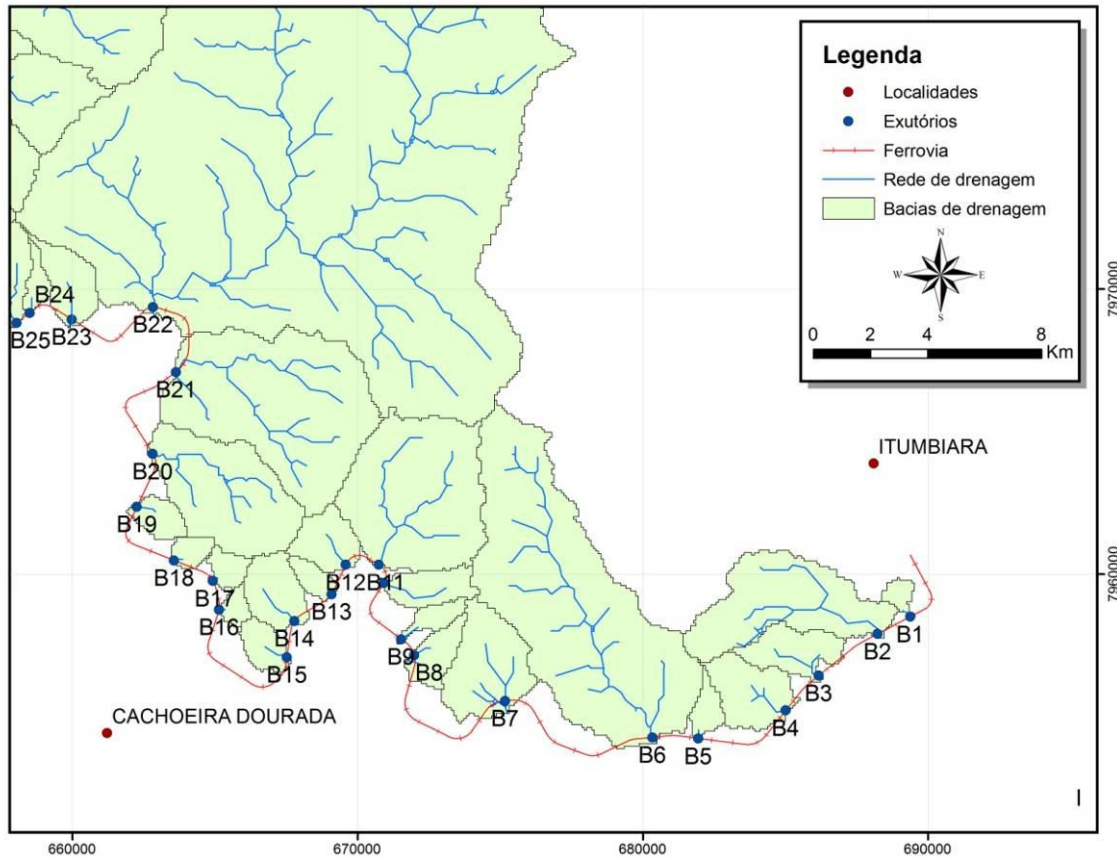 Legenda
Localidades
Exutórios
Ferrovia
Rede de drenagem
Bacias de drenagem
N
W
E
S
0 2 4 8
Km
B24
B25
B23
B22
B21
B20
B19
B18
B17
B16
B15
B14
B13
B12
B11
B9
B8
B7
B6
B5
B4
B3
B2
B1
ITUMBIARA
CACHOEIRA DOURADA
I
7970000
7960000
660000 670000 680000 690000